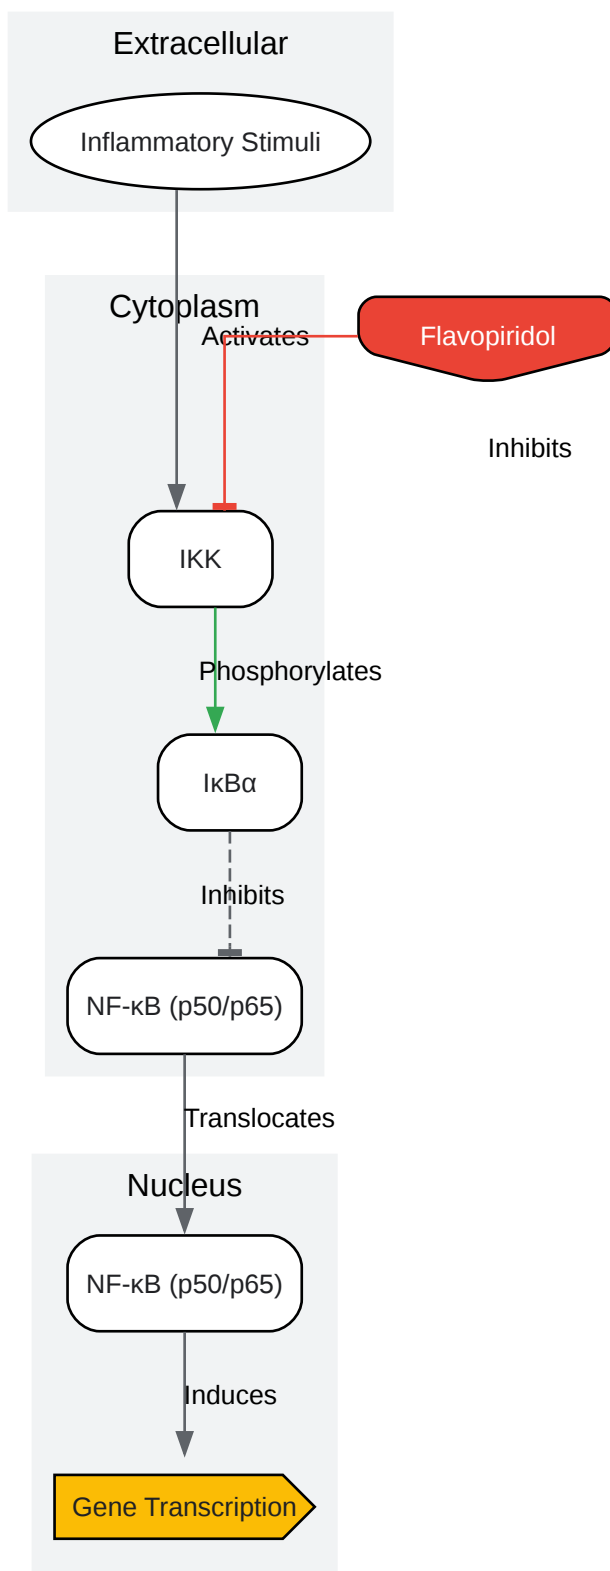 Extracellular
Inflammatory Stimuli
Cytoplasm
Activates
Flavopiridol
Inhibits
IKK
Phosphorylates
IκBα
Inhibits
NF-κB (p50/p65)
Translocates
Nucleus
NF-κB (p50/p65)
Induces
Gene Transcription